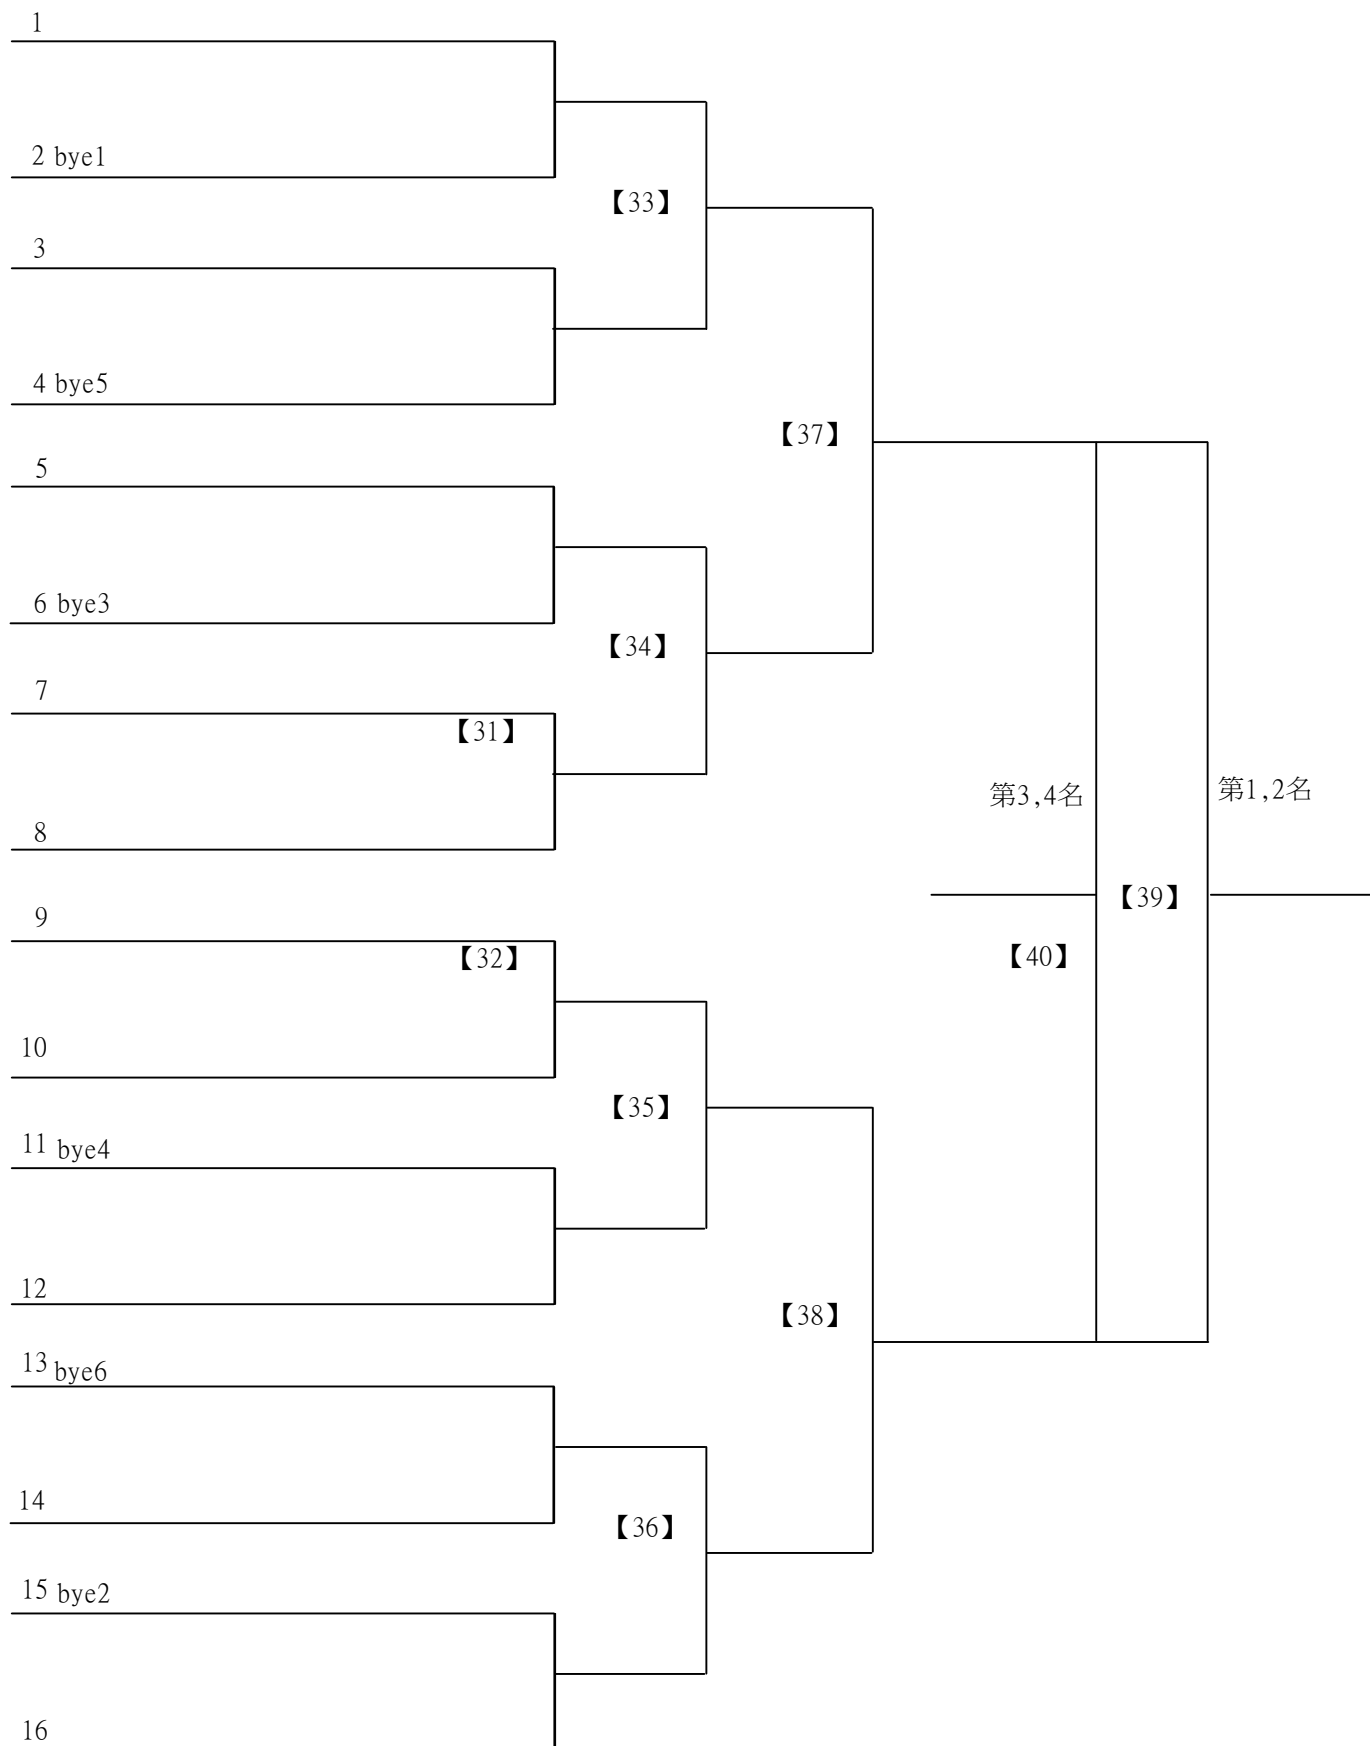 1
2 bye1
【33】
3
4 bye5
【37】
5
6 bye3
【34】
7
【31】
8
第3,4名
第1,2名
9
【39】
【32】
【40】
10
【35】
11 bye4
12
【38】
13 bye6
14
【36】
15 bye2
16